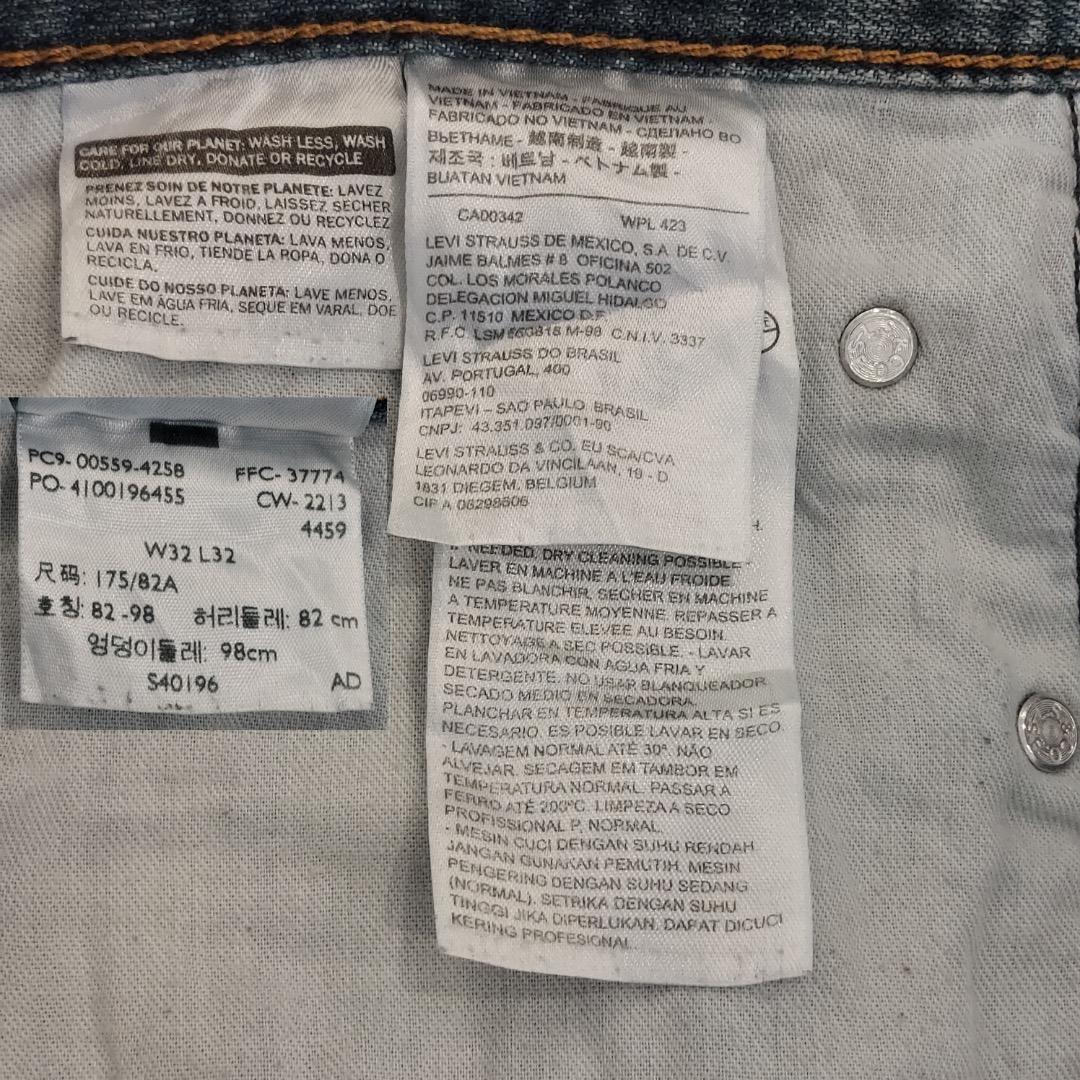 CARE FOR OUR PLANET: WASH LESS, WASH
COLD, LINE DRY, DONATE OR RECYCLE
PRENEZ SOIN DE NOTRE PLANETE: LAVEZ
MOINS, LAVEZ A FROID, LAISSEZ SECHER
NATURELLEMENT, DONNEZ OU RECYCLEZ
CUIDA NUESTRO PLANETA: LAVA MENOS,
LAVA EN FRIO, TIENDE LA ROPA, DONA O
RECICLA.
CUIDE DO NOSSO PLANETA: LAVE MENOS,
LAVE EM ÁGUA FRIA, SEQUE EM VARAL, DOE
OU RECICLE.
MADE IN VIETNAM - FABRIQUE AU
VIETNAM - FABRICADO EN VIETNAM
FABRICADO NO VIETNAM - СДЕЛАНО ВО
ВЬЕТНАМЕ - 越南制造 - 越南製 -
제조국 : 베트남 - ベトナム製 -
BUATAN VIETNAM
CA00342 WPL 423
LEVI STRAUSS DE MEXICO, S.A. DE C.V.
JAIME BALMES # 8 OFICINA 502
COL. LOS MORALES POLANCO
DELEGACION MIGUEL HIDALGO
C.P. 11510 MEXICO D.F.
R.F.C. LSM 860818 M-98 C.N.I.V. 3337
LEVI STRAUSS DO BRASIL
AV. PORTUGAL, 400
06990-110
ITAPEVI – SAO PAULO BRASIL
CNPJ: 43.351.097/0001-90
LEVI STRAUSS & CO. EU SCA/CVA
LEONARDO DA VINCILAAN, 19 - D
1831 DIEGEM, BELGIUM
CIF A 08298606
PC9- 00559-4258 FFC- 37774
PO- 4100196455 CW- 2213
4459
W32 L32
尺码: 175/82A
호칭: 82 -98 허리둘레: 82 cm
엉덩이둘레: 98cm
S40196 AD
IF NEEDED, DRY CLEANING POSSIBLE -
LAVER EN MACHINE A L'EAU FROIDE.
NE PAS BLANCHIR, SECHER EN MACHINE
A TEMPERATURE MOYENNE. REPASSER A
TEMPERATURE ELEVEE AU BESOIN.
NETTOYAGE A SEC POSSIBLE. - LAVAR
EN LAVADORA CON AGUA FRIA Y
DETERGENTE. NO USAR BLANQUEADOR.
SECADO MEDIO EN SECADORA.
PLANCHAR EN TEMPERATURA ALTA SI ES
NECESARIO. ES POSIBLE LAVAR EN SECO.
- LAVAGEM NORMAL ATÉ 30°. NÃO
ALVEJAR. SECAGEM EM TAMBOR EM
TEMPERATURA NORMAL. PASSAR A
FERRO ATÉ 200°C. LIMPEZA A SECO
PROFISSIONAL P, NORMAL.
- MESIN CUCI DENGAN SUHU RENDAH
JANGAN GUNAKAN PEMUTIH. MESIN
PENGERING DENGAN SUHU SEDANG
(NORMAL). SETRIKA DENGAN SUHU
TINGGI JIKA DIPERLUKAN. DAPAT DICUCI
KERING PROFESIONAL.